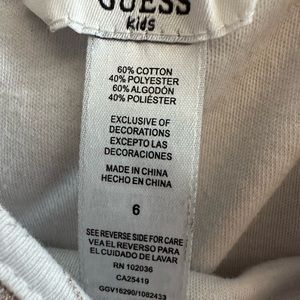 GUESS
Kids
60% COTTON
40% POLYESTER
60% ALGODÓN
40% POLIÉSTER
EXCLUSIVE OF
DECORATIONS
EXCEPTO LAS
DECORACIONES
MADE IN CHINA
HECHO EN CHINA
6
SEE REVERSE SIDE FOR CARE
VEA EL REVERSO PARA
EL CUIDADO DE LAVAR
RN 102036
CA25419
GGV16290/1082433